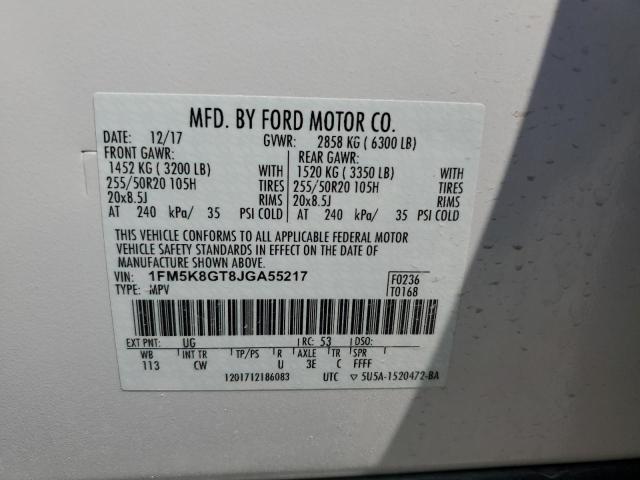 MFD. BY FORD MOTOR CO.
DATE: 12/17 GVWR: 2858 KG ( 6300 LB)
FRONT GAWR: REAR GAWR:
1452 KG ( 3200 LB) WITH 1520 KG ( 3350 LB) WITH
255/50R20 105H TIRES 255/50R20 105H TIRES
20x8.5J RIMS 20x8.5J RIMS
AT 240 kPa/ 35 PSI COLD AT 240 kPa/ 35 PSI COLD
THIS VEHICLE CONFORMS TO ALL APPLICABLE FEDERAL MOTOR
VEHICLE SAFETY STANDARDS IN EFFECT ON THE DATE OF
MANUFACTURE SHOWN ABOVE.
VIN: 1FM5K8GT8JGA55217 F0236
TYPE: MPV T0168
EXT PNT: UG RC: 53 DSO:
WB INT TR TP/PS R AXLE TR SPR
113 CW U 3E C FFFF
1201712186083 UTC ▽ 5U5A-1520472-BA